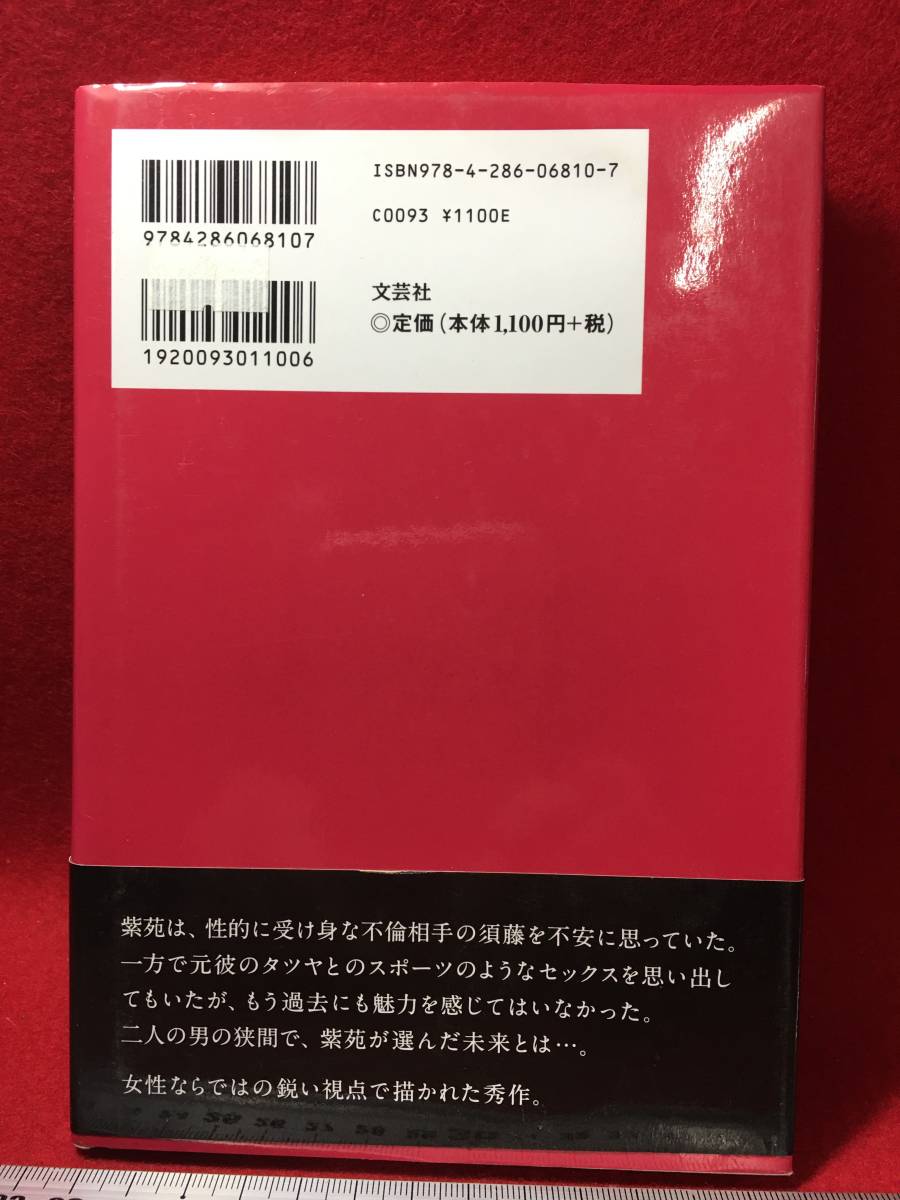 ISBN978-4-286-06810-7
C0093 ¥1100E
9784286068107
文芸社
◎定価(本体1,100円+税)
1920093011006
紫苑は、性的に受け身な不倫相手の須藤を不安に思っていた。
一方で元彼のタツヤとのスポーツのようなセックスを思い出し
てもいたが、もう過去にも魅力を感じてはいなかった。
二人の男の狭間で、紫苑が選んだ未来とは…。
女性ならではの鋭い視点で描かれた秀作。